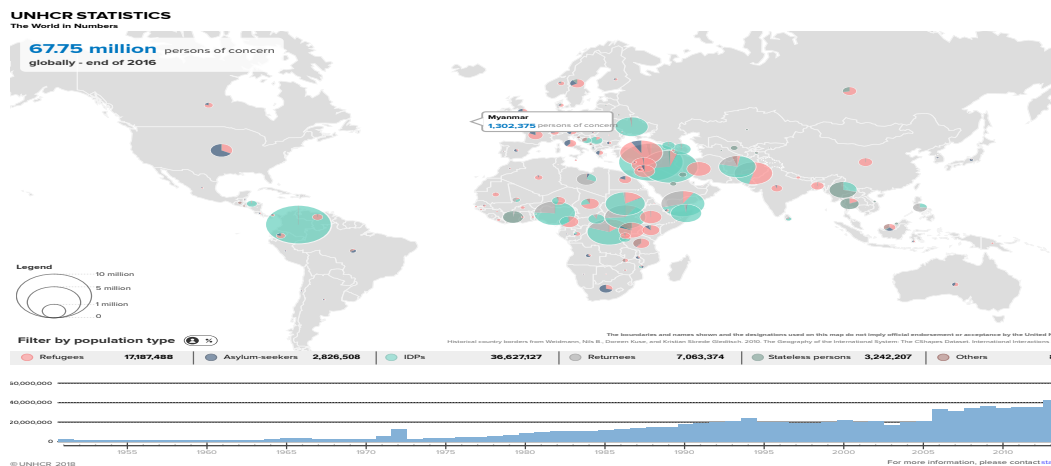 UNHCR STATISTICS
The World in Numbers
67.75 million persons of concern
globally - end of 2016
Myanmar
1,302,375 persons of concern
Legend
10 million
5 million
1 million
0
The boundaries and names shown and the designations used on this map do not imply official endorsement or acceptance by the United
Filter by population type
Historical country borders from Weidmann, Nils B., Doreen Kuse, and Kristian Skrede Gleditsch. 2010. The Geography of the International System: The CShapes Dataset. International Interactions
Refugees 17,187,488 Asylum-seekers 2,826,508 IDPs 36,627,127 Returnees 7,063,374 Stateless persons 3,242,207 Others
60,000,000
40,000,000
20,000,000
0
1955 1960 1965 1970 1975 1980 1985 1990 1995 2000 2005 2010
© UNHCR 2018
For more information, please contact